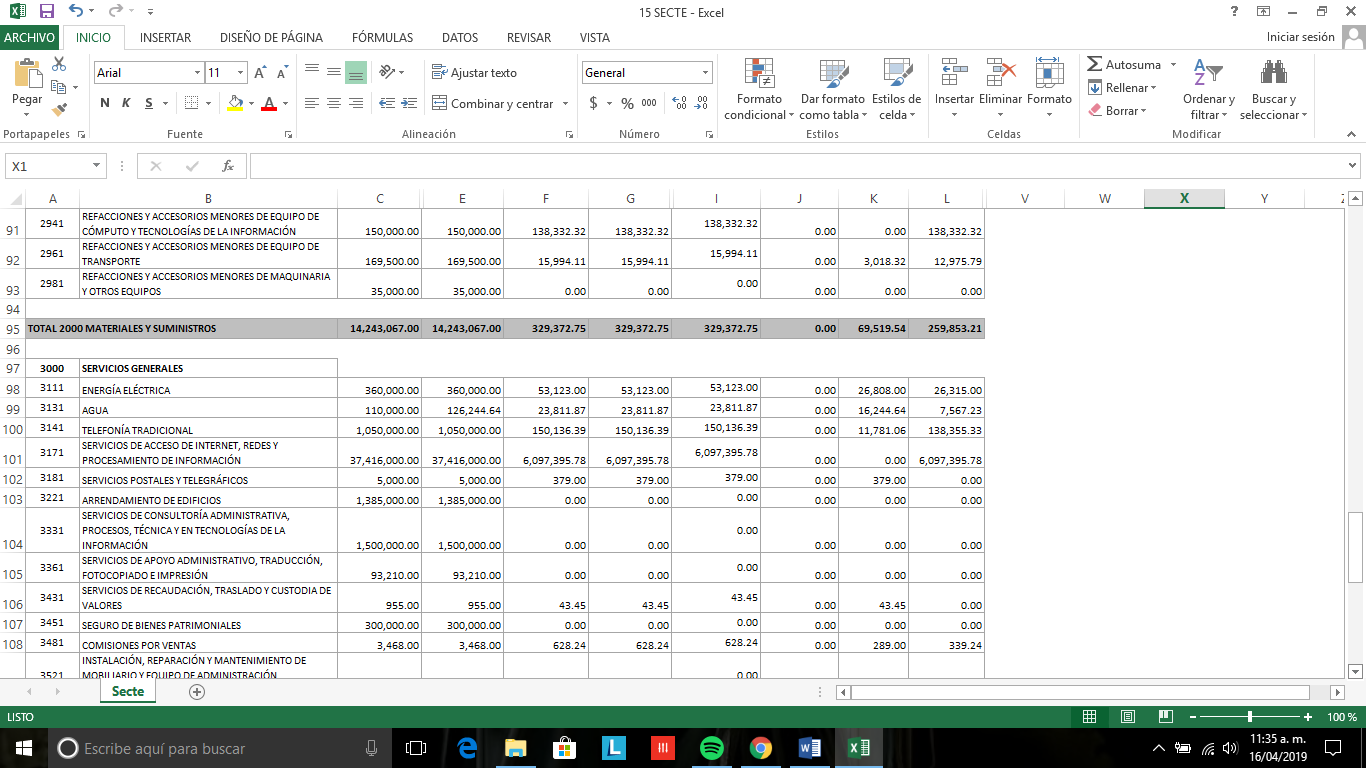 15 SECTE - Excel
ARCHIVO INICIO INSERTAR DISEÑO DE PÁGINA FÓRMULAS DATOS REVISAR VISTA Iniciar sesión
Pegar
Arial 11
N K S
Ajustar texto
Combinar y centrar
General
$ % 000
Formato condicional
Dar formato como tabla
Estilos de celda
Insertar Eliminar Formato
Autosuma
Rellenar
Borrar
Ordenar y filtrar
Buscar y seleccionar
Portapapeles Fuente Alineación Número Estilos Celdas Modificar
X1 fx
A B C E F G I J K L V W X Y Z
91 2941 REFACCIONES Y ACCESORIOS MENORES DE EQUIPO DE
CÓMPUTO Y TECNOLOGÍAS DE LA INFORMACIÓN 150,000.00 150,000.00 138,332.32 138,332.32 138,332.32 0.00 0.00 138,332.32
92 2961 REFACCIONES Y ACCESORIOS MENORES DE EQUIPO DE
TRANSPORTE 169,500.00 169,500.00 15,994.11 15,994.11 15,994.11 0.00 3,018.32 12,975.79
93 2981 REFACCIONES Y ACCESORIOS MENORES DE MAQUINARIA
Y OTROS EQUIPOS 35,000.00 35,000.00 0.00 0.00 0.00 0.00 0.00 0.00
94
95 TOTAL 2000 MATERIALES Y SUMINISTROS 14,243,067.00 14,243,067.00 329,372.75 329,372.75 329,372.75 0.00 69,519.54 259,853.21
96
97 3000 SERVICIOS GENERALES
98 3111 ENERGÍA ELÉCTRICA 360,000.00 360,000.00 53,123.00 53,123.00 53,123.00 0.00 26,808.00 26,315.00
99 3131 AGUA 110,000.00 126,244.64 23,811.87 23,811.87 23,811.87 0.00 16,244.64 7,567.23
100 3141 TELEFONÍA TRADICIONAL 1,050,000.00 1,050,000.00 150,136.39 150,136.39 150,136.39 0.00 11,781.06 138,355.33
101 3171 SERVICIOS DE ACCESO DE INTERNET, REDES Y
PROCESAMIENTO DE INFORMACIÓN 37,416,000.00 37,416,000.00 6,097,395.78 6,097,395.78 6,097,395.78 0.00 0.00 6,097,395.78
102 3181 SERVICIOS POSTALES Y TELEGRÁFICOS 5,000.00 5,000.00 379.00 379.00 379.00 0.00 379.00 0.00
103 3221 ARRENDAMIENTO DE EDIFICIOS 1,385,000.00 1,385,000.00 0.00 0.00 0.00 0.00 0.00 0.00
104 3331 SERVICIOS DE CONSULTORÍA ADMINISTRATIVA,
PROCESOS, TÉCNICA Y EN TECNOLOGÍAS DE LA
INFORMACIÓN 1,500,000.00 1,500,000.00 0.00 0.00 0.00 0.00 0.00 0.00
105 3361 SERVICIOS DE APOYO ADMINISTRATIVO, TRADUCCIÓN,
FOTOCOPIADO E IMPRESIÓN 93,210.00 93,210.00 0.00 0.00 0.00 0.00 0.00 0.00
106 3431 SERVICIOS DE RECAUDACIÓN, TRASLADO Y CUSTODIA DE
VALORES 955.00 955.00 43.45 43.45 43.45 0.00 43.45 0.00
107 3451 SEGURO DE BIENES PATRIMONIALES 300,000.00 300,000.00 0.00 0.00 0.00 0.00 0.00 0.00
108 3481 COMISIONES POR VENTAS 3,468.00 3,468.00 628.24 628.24 628.24 0.00 289.00 339.24
3521 INSTALACIÓN, REPARACIÓN Y MANTENIMIENTO DE
MOBILIARIO Y EQUIPO DE ADMINISTRACIÓN 0.00
Secte
LISTO 100 %
Escribe aquí para buscar
11:35 a. m.
16/04/2019